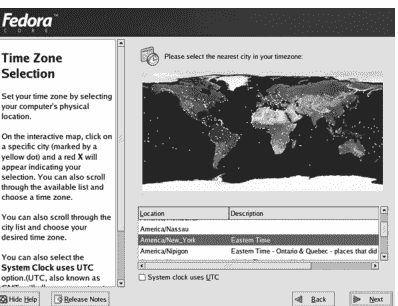 Fedora
CORE
Time Zone
Selection
Set your time zone by selecting
your computer's physical
location.
On the interactive map, click on
a specific city (marked by a
yellow dot) and a red X will
appear indicating your
selection. You can also scroll
through the available list and
choose a time zone.
You can also scroll through the
city list and choose your
desired time zone.
You can also select the
System Clock uses UTC
option.(UTC, also known as
Please select the nearest city in your timezone:
Location Description
America/Nassau
America/New_York Eastern Time
America/Nipigon Eastern Time - Ontario & Quebec - places that did
System clock uses UTC
Hide Help Release Notes Back Next